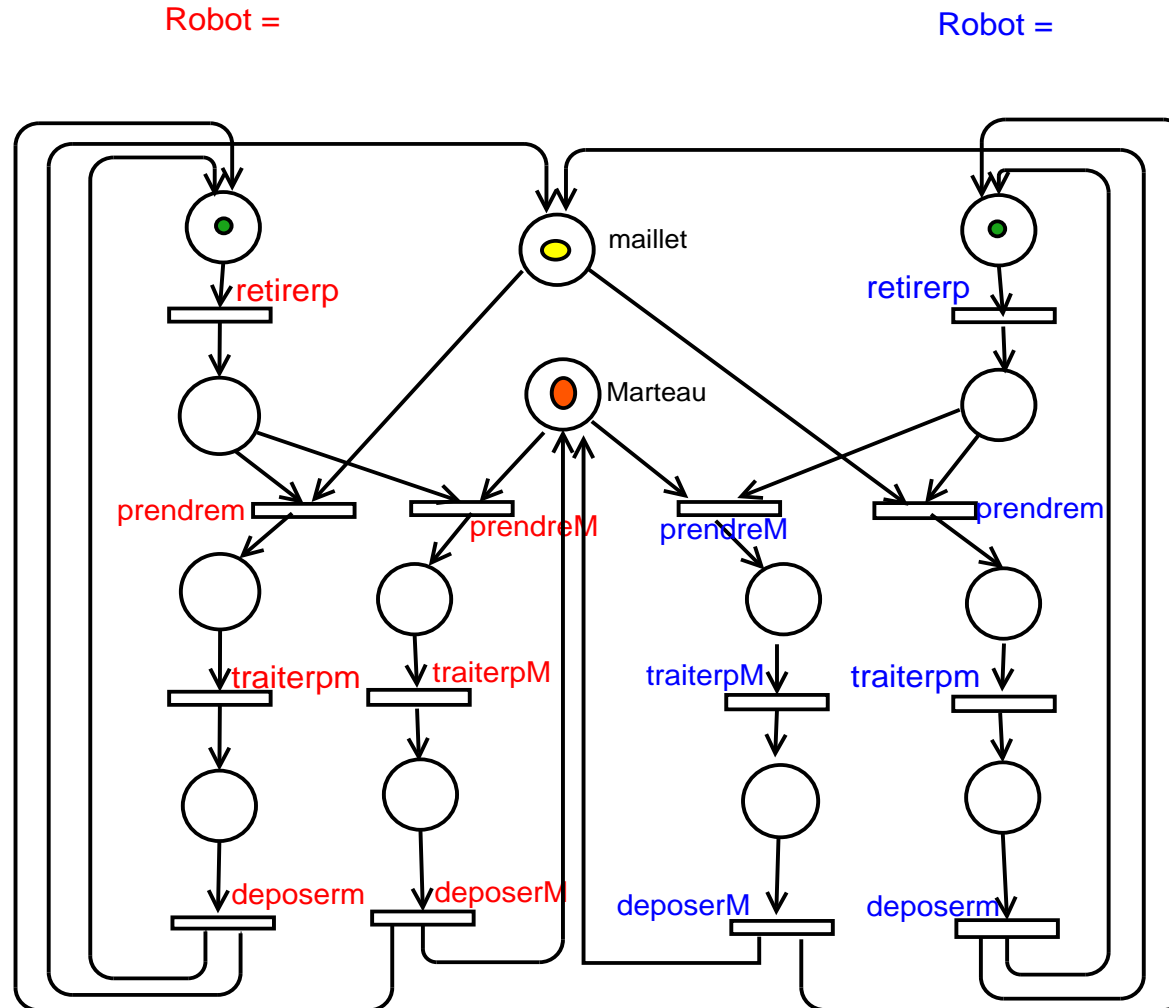 Robot =
Robot =
maillet
retirerp
retirerp
Marteau
prendrem
prendreM
prendreM
prendrem
traiterpm
traiterpM
traiterpM
traiterpm
deposerm
deposerM
deposerM
deposerm